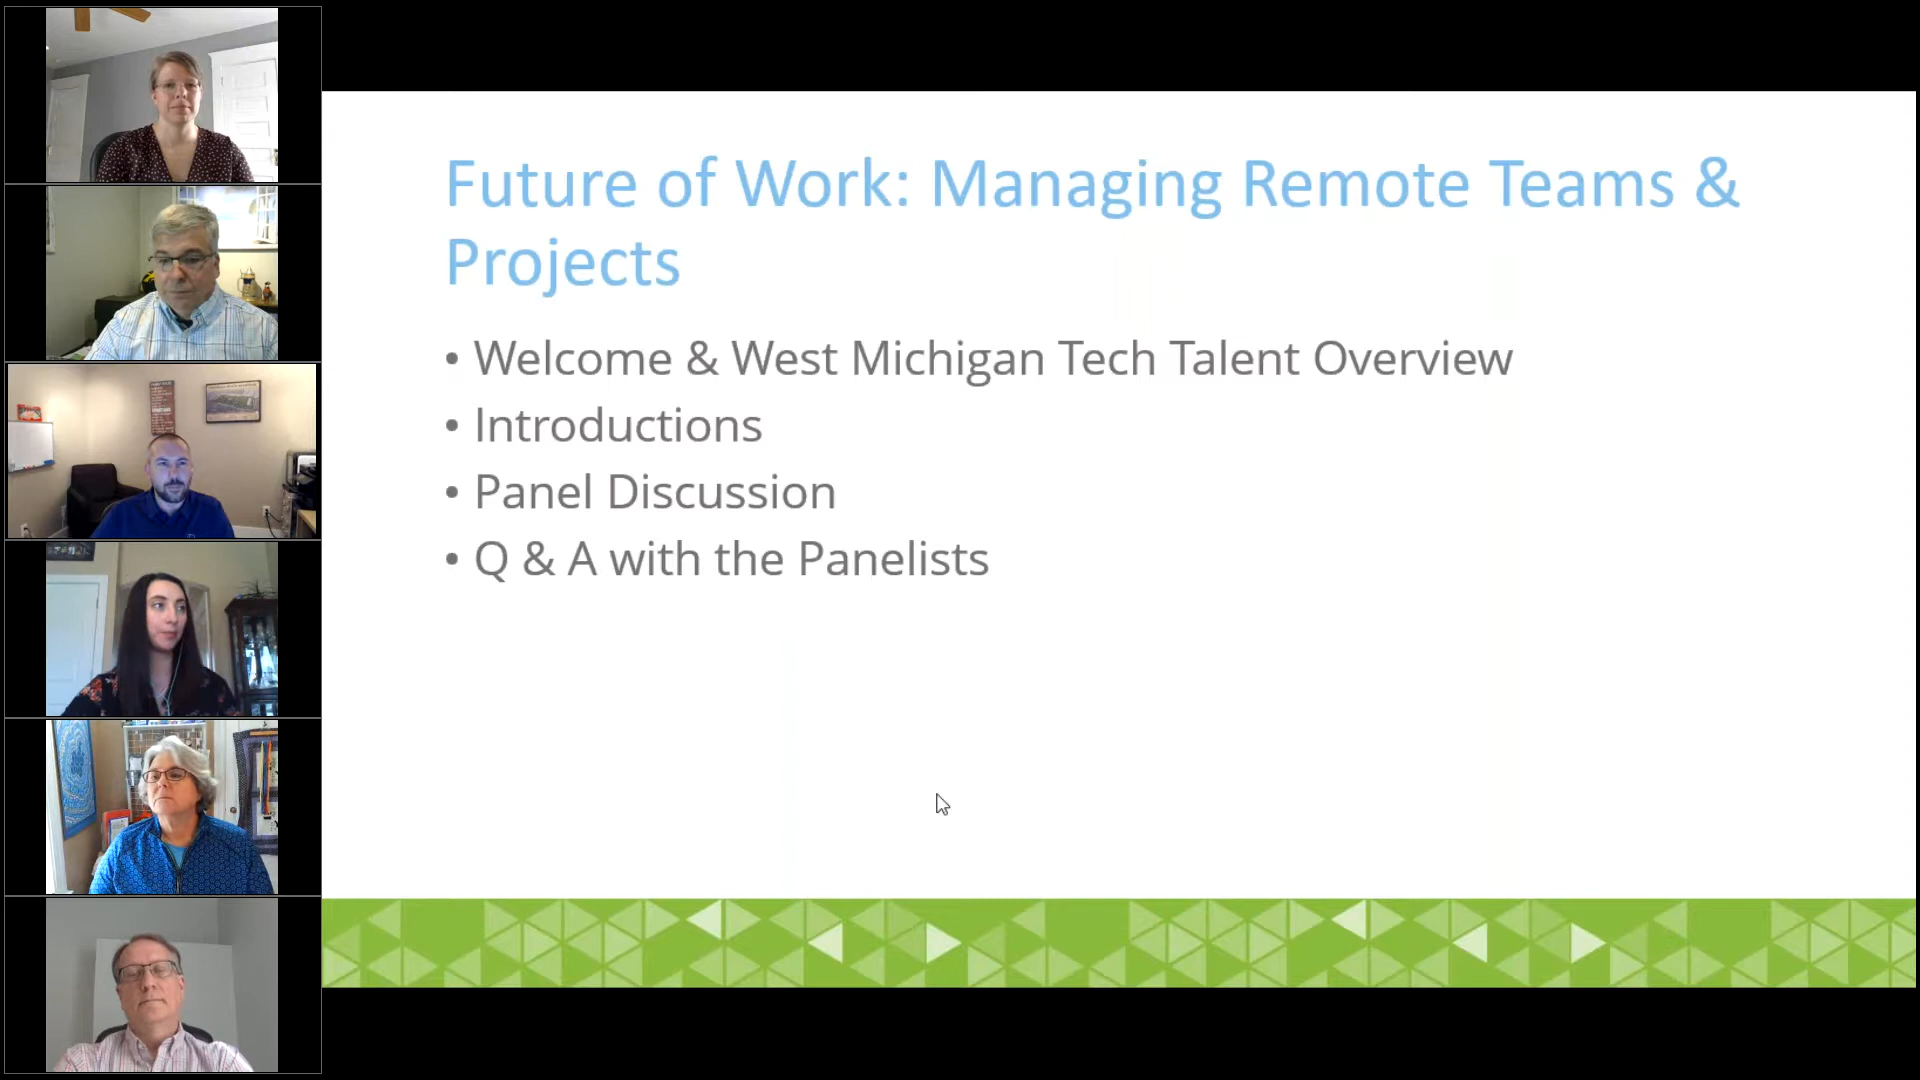 Future of Work: Managing Remote Teams &
Projects
• Welcome & West Michigan Tech Talent Overview
• Introductions
• Panel Discussion
• Q & A with the Panelists